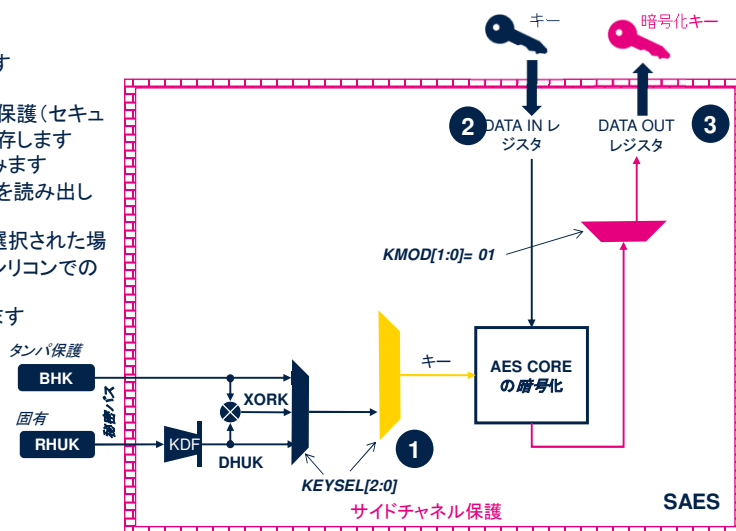 す
保護（セキュ
存します
みます
を読み出し
選択された場
ンリコンでの
ます
キー
暗号化キー
2
DATA IN レ
ジスタ
DATA OUT
レジスタ
3
KMOD[1:0]= 01
タンパ保護
BHK
固有
RHUK
秘密バス
KDF
XORK
DHUK
キー
AES CORE
の暗号化
1
KEYSEL[2:0]
サイドチャネル保護
SAES